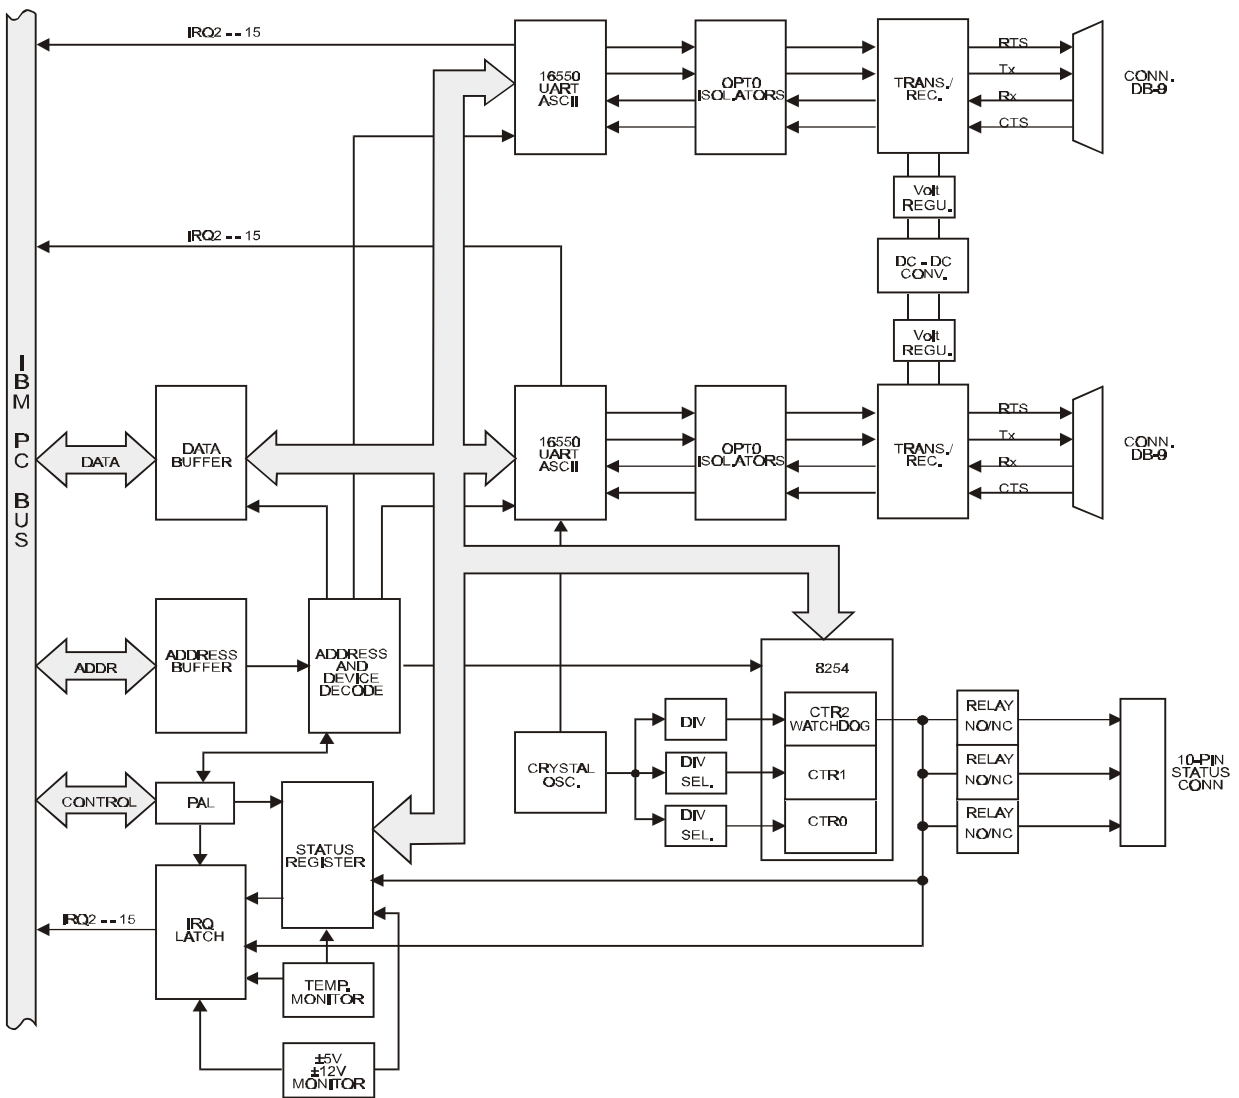 IRQ2 -- 15
16550
UART
ASCII
OPTO
ISOLATORS
TRANS./
REC.
RTS
Tx
Rx
CTS
CONN.
DB-9
Volt
REGU.
IRQ2 -- 15
DC - DC
CONV.
Volt
REGU.
IBM PC BUS
DATA
DATA
BUFFER
16550
UART
ASCII
OPTO
ISOLATORS
TRANS./
REC.
RTS
Tx
Rx
CTS
CONN.
DB-9
ADDR
ADDRESS
BUFFER
ADDRESS
AND
DEVICE
DECODE
8254
DIV
CTR2
WATCHDOG
RELAY
NO/NC
CRYSTAL
OSC.
DIV
SEL.
CTR1
RELAY
NO/NC
10-PIN
STATUS
CONN
CONTROL
PAL
DIV
SEL.
CTR0
RELAY
NO/NC
STATUS
REGISTER
IRQ2 -- 15
IRQ
LATCH
TEMP.
MONITOR
±5V
±12V
MONITOR